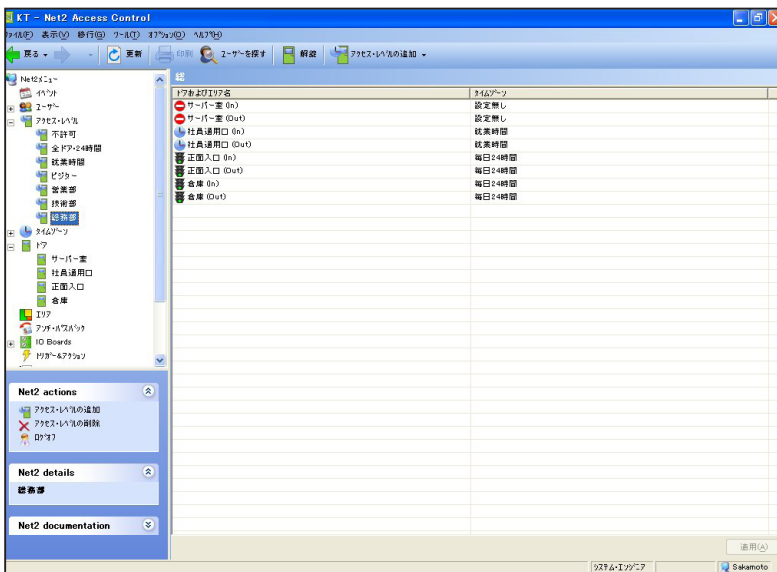 KT - Net2 Access Control
ﾌｧｲﾙ(F) 表示(V) 移行(G) ﾂｰﾙ(T) ｵﾌﾟｼｮﾝ(O) ﾍﾙﾌﾟ(H)
戻る 更新 印刷 ﾕｰｻﾞｰを探す 解錠 ｱｸｾｽ･ﾚﾍﾞﾙの追加
Net2ﾒﾆｭｰ
ｲﾍﾞﾝﾄ
ﾕｰｻﾞｰ
ｱｸｾｽ･ﾚﾍﾞﾙ
不許可
全ドア・24時間
就業時間
ビジター
営業部
技術部
総務部
ﾀｲﾑｿﾞｰﾝ
ドア
サーバー室
社員通用口
正面入口
倉庫
ｴﾘｱ
ｱﾝﾁ･ﾊﾟｽﾊﾞｯｸ
IO Boards
ﾄﾘｶﾞｰ&ｱｸｼｮﾝ
Net2 actions
ｱｸｾｽ･ﾚﾍﾞﾙの追加
ｱｸｾｽ･ﾚﾍﾞﾙの削除
ﾛｸﾞｵﾌ
Net2 details
総務部
Net2 documentation
総
ﾄﾞｱおよびｴﾘｱ名 ﾀｲﾑｿﾞｰﾝ
サーバー室 (In) 設定無し
サーバー室 (Out) 設定無し
社員通用口 (In) 就業時間
社員通用口 (Out) 就業時間
正面入口 (In) 毎日24時間
正面入口 (Out) 毎日24時間
倉庫 (In) 毎日24時間
倉庫 (Out) 毎日24時間
適用(A)
ｼｽﾃﾑ･ｴﾝｼﾞﾆｱ Sakamoto